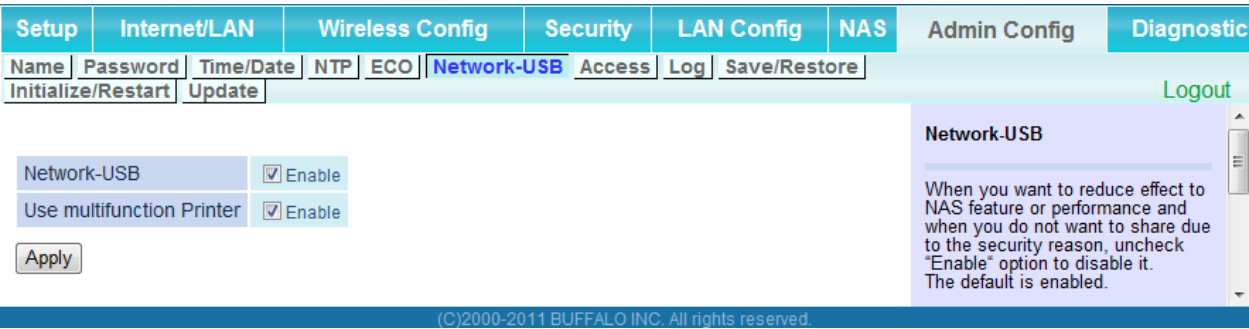 Setup Internet/LAN Wireless Config Security LAN Config NAS Admin Config Diagnostic
Name Password Time/Date NTP ECO Network-USB Access Log Save/Restore
Initialize/Restart Update
Logout
Network-USB Enable
Use multifunction Printer Enable
Apply
Network-USB
When you want to reduce effect to
NAS feature or performance and
when you do not want to share due
to the security reason, uncheck
"Enable" option to disable it.
The default is enabled.
(C)2000-2011 BUFFALO INC. All rights reserved.